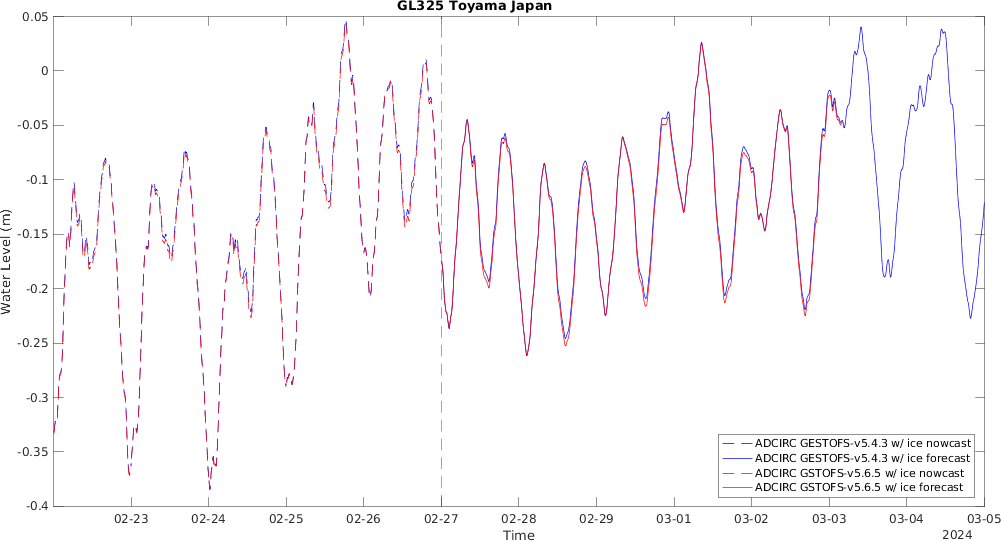 GL325 Toyama Japan
0.05
0
-0.05
-0.1
-0.15
-0.2
-0.25
-0.3
-0.35
-0.4
Water Level (m)
ADCIRC GESTOFS-v5.4.3 w/ ice nowcast
ADCIRC GESTOFS-v5.4.3 w/ ice forecast
ADCIRC GSTOFS-v5.6.5 w/ ice nowcast
ADCIRC GSTOFS-v5.6.5 w/ ice forecast
02-23 02-24 02-25 02-26 02-27 02-28 02-29 03-01 03-02 03-03 03-04 03-05
Time
2024